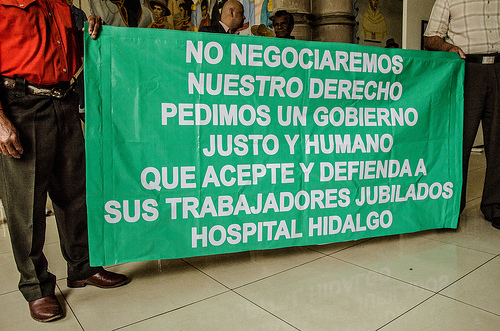 NO NEGOCIAREMOS
NUESTRO DERECHO
PEDIMOS UN GOBIERNO
JUSTO Y HUMANO
QUE ACEPTE Y DEFIENDA A
SUS TRABAJADORES JUBILADOS
HOSPITAL HIDALGO